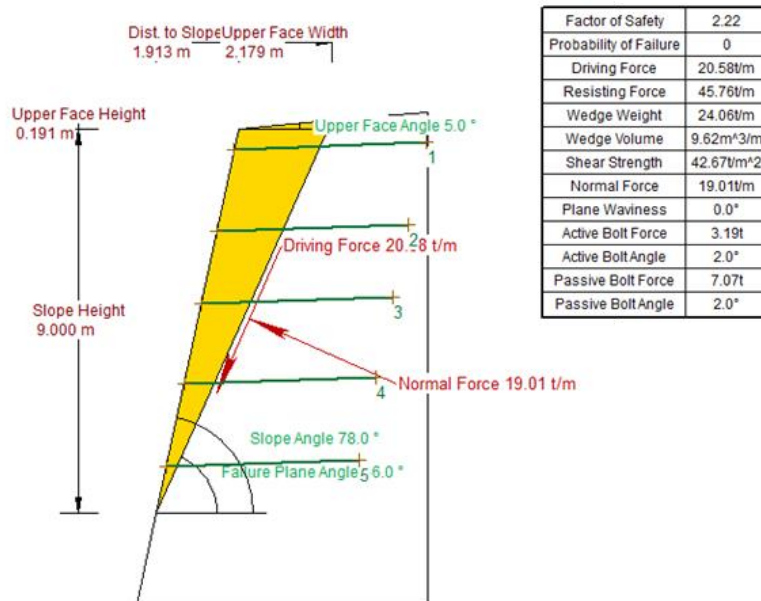 Dist. to Slope Upper Face Width
1.913 m 2.179 m
Upper Face Height
0.191 m
Upper Face Angle 5.0 °
1
2
Driving Force 20.58 t/m
3
Slope Height
9.000 m
4
Normal Force 19.01 t/m
Slope Angle 78.0 °
Failure Plane Angle
6.0 °
5
Factor of Safety 2.22
Probability of Failure 0
Driving Force 20.58t/m
Resisting Force 45.76t/m
Wedge Weight 24.06t/m
Wedge Volume 9.62m^3/m
Shear Strength 42.67t/m^2
Normal Force 19.01t/m
Plane Waviness 0.0°
Active Bolt Force 3.19t
Active Bolt Angle 2.0°
Passive Bolt Force 7.07t
Passive Bolt Angle 2.0°